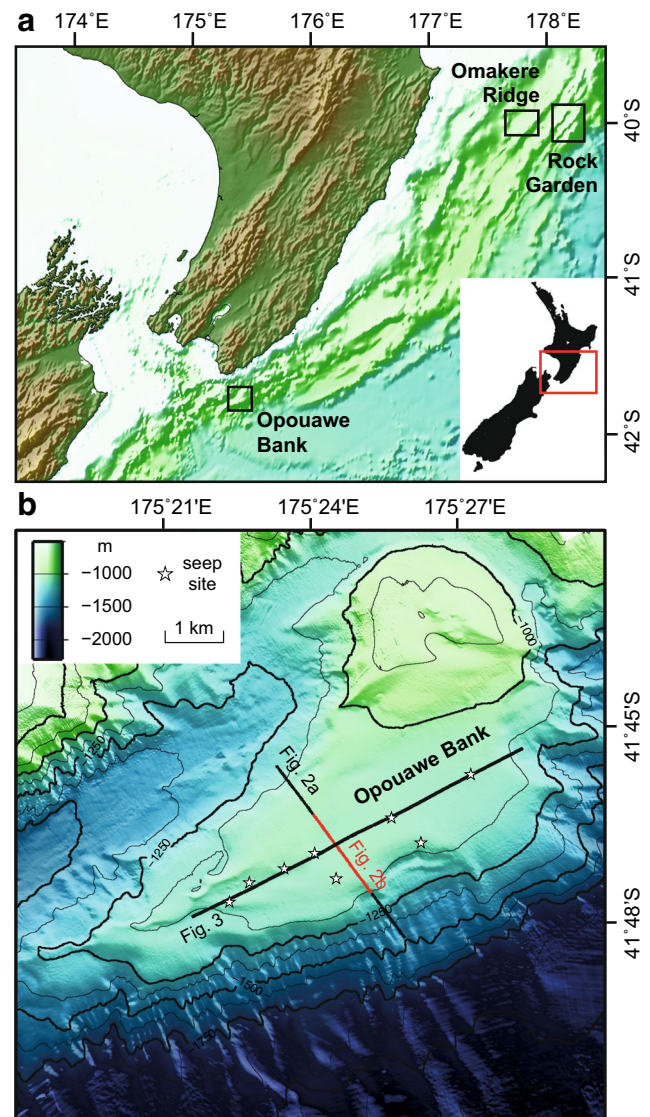 a
174°E 175°E 176°E 177°E 178°E
Omakere
Ridge
40°S
Rock
Garden
41°S
Opouawe
Bank
42°S
b
175°21'E 175°24'E 175°27'E
m
−1000
−1500
−2000
seep
site
1 km
−1000
41°45'S
−1250
Fig. 2a
Opouawe Bank
−1250
Fig. 2b
Fig. 3
−1250
41°48'S
−1500
−1750